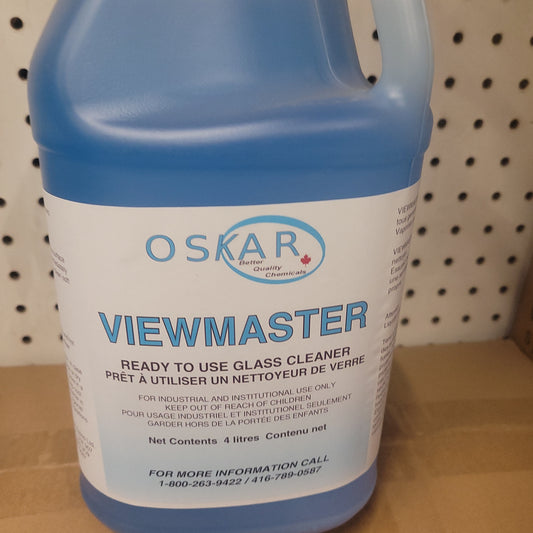 OSKAR
Better
Quality
Chemicals
VIEWMASTER
READY TO USE GLASS CLEANER
PRÊT À UTILISER UN NETTOYEUR DE VERRE
FOR INDUSTRIAL AND INSTITUTIONAL USE ONLY
KEEP OUT OF REACH OF CHILDREN
POUR USAGE INDUSTRIEL ET INSTITUTIONEL SEULEMENT
GARDER HORS DE LA PORTÉE DES ENFANTS
Net Contents 4 litres Contenu net
FOR MORE INFORMATION CALL
1-800-263-9422 / 416-789-0587